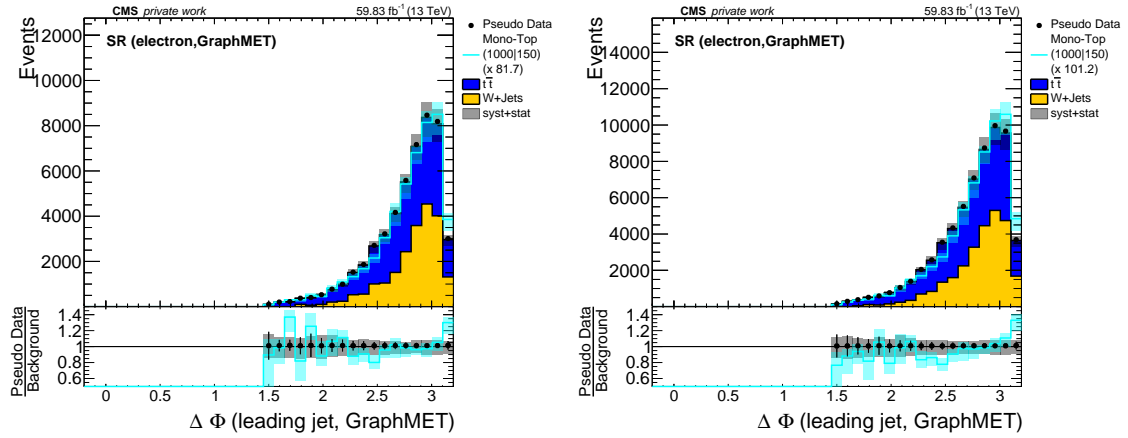 CMS private work 59.83 fb⁻¹ (13 TeV)
SR (electron,GraphMET)
Events
12000
10000
8000
6000
4000
2000
Pseudo Data
Mono-Top
(1000|150)
(x 81.7)
tt̅
W+Jets
syst+stat
Pseudo Data
Background
1.4
1.2
1
0.8
0.6
0 0.5 1 1.5 2 2.5 3
Δ Φ (leading jet, GraphMET)
CMS private work 59.83 fb⁻¹ (13 TeV)
SR (electron,GraphMET)
Events
14000
12000
10000
8000
6000
4000
2000
Pseudo Data
Mono-Top
(1000|150)
(x 101.2)
tt̅
W+Jets
syst+stat
Pseudo Data
Background
1.4
1.2
1
0.8
0.6
0 0.5 1 1.5 2 2.5 3
Δ Φ (leading jet, GraphMET)